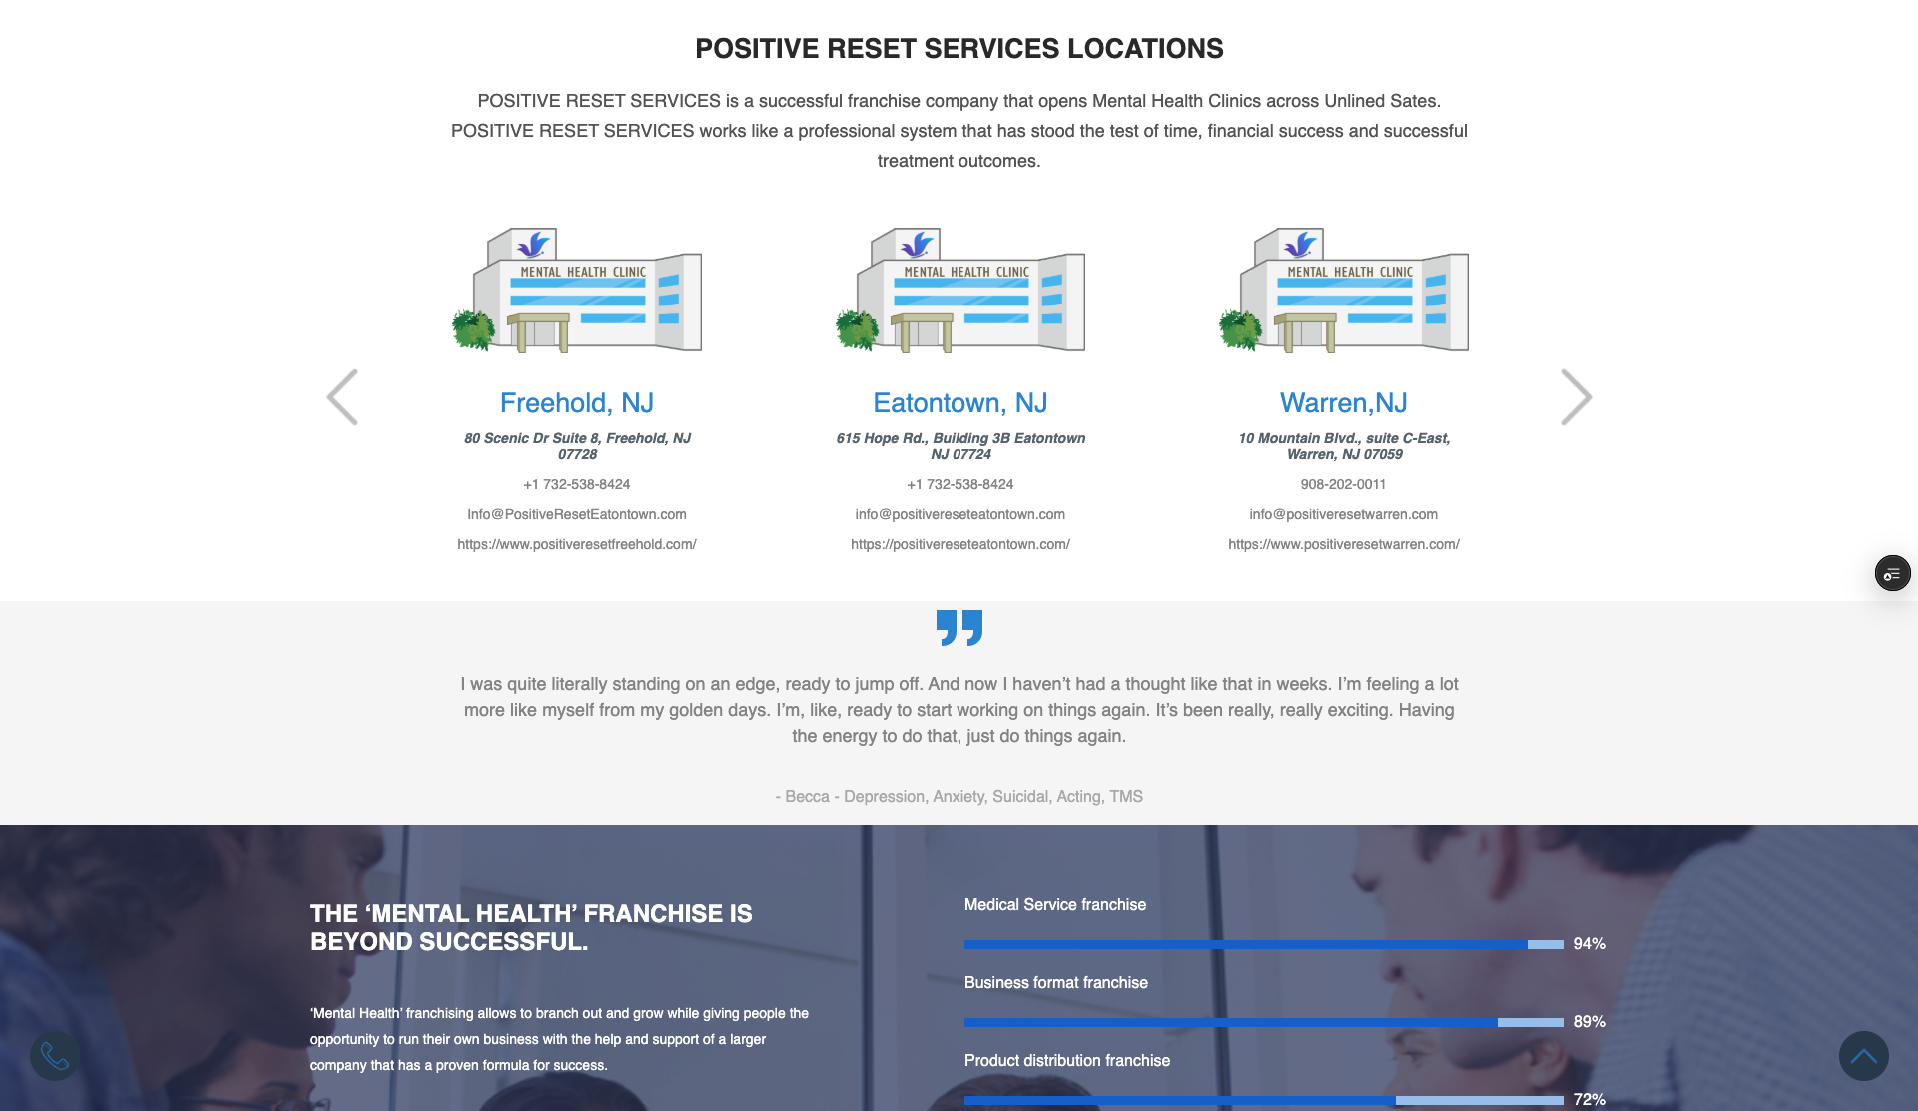 POSITIVE RESET SERVICES LOCATIONS
POSITIVE RESET SERVICES is a successful franchise company that opens Mental Health Clinics across Unlined Sates.
POSITIVE RESET SERVICES works like a professional system that has stood the test of time, financial success and successful
treatment outcomes.
MENTAL HEALTH CLINIC
Freehold, NJ
80 Scenic Dr Suite 8, Freehold, NJ
07728
+1 732-538-8424
Info@PositiveResetEatontown.com
https://www.positiveresetfreehold.com/
MENTAL HEALTH CLINIC
Eatontown, NJ
615 Hope Rd., Building 3B Eatontown
NJ 07724
+1 732-538-8424
info@positivereseteatontown.com
https://positivereseteatontown.com/
MENTAL HEALTH CLINIC
Warren,NJ
10 Mountain Blvd., suite C-East,
Warren, NJ 07059
908-202-0011
info@positiveresetwarren.com
https://www.positiveresetwarren.com/
I was quite literally standing on an edge, ready to jump off. And now I haven’t had a thought like that in weeks. I’m feeling a lot
more like myself from my golden days. I’m, like, ready to start working on things again. It’s been really, really exciting. Having
the energy to do that, just do things again.
- Becca - Depression, Anxiety, Suicidal, Acting, TMS
THE ‘MENTAL HEALTH’ FRANCHISE IS
BEYOND SUCCESSFUL.
‘Mental Health’ franchising allows to branch out and grow while giving people the
opportunity to run their own business with the help and support of a larger
company that has a proven formula for success.
Medical Service franchise
94%
Business format franchise
89%
Product distribution franchise
72%